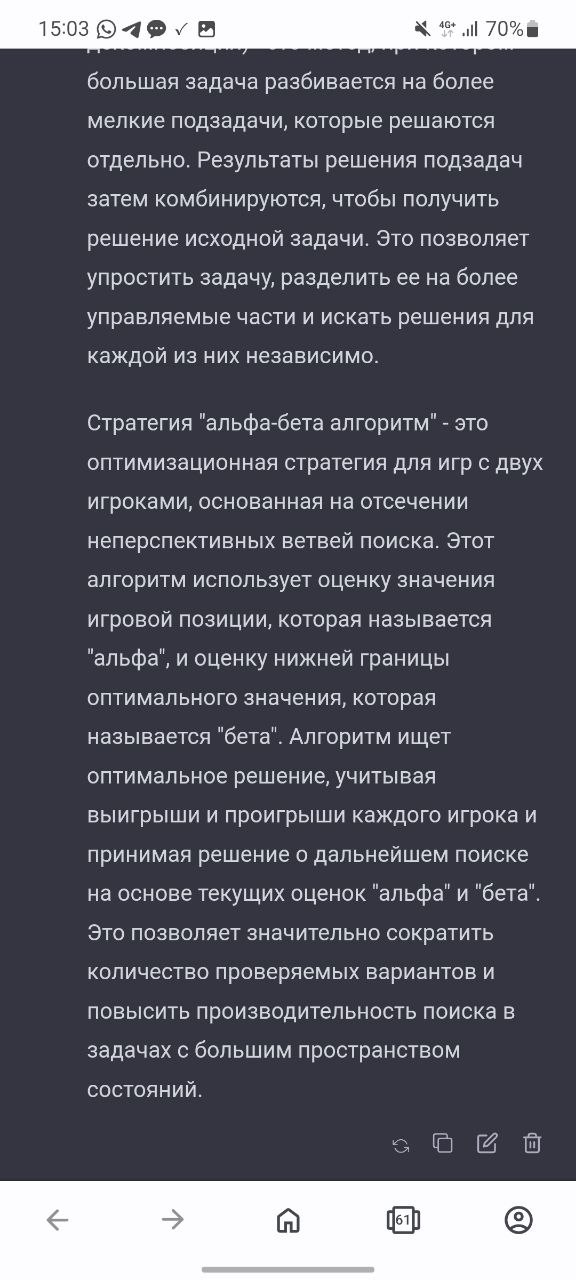 15:03 4G+ 70%
большая задача разбивается на более
мелкие подзадачи, которые решаются
отдельно. Результаты решения подзадач
затем комбинируются, чтобы получить
решение исходной задачи. Это позволяет
упростить задачу, разделить ее на более
управляемые части и искать решения для
каждой из них независимо.
Стратегия "альфа-бета алгоритм" - это
оптимизационная стратегия для игр с двух
игроками, основанная на отсечении
неперспективных ветвей поиска. Этот
алгоритм использует оценку значения
игровой позиции, которая называется
"альфа", и оценку нижней границы
оптимального значения, которая
называется "бета". Алгоритм ищет
оптимальное решение, учитывая
выигрыши и проигрыши каждого игрока и
принимая решение о дальнейшем поиске
на основе текущих оценок "альфа" и "бета".
Это позволяет значительно сократить
количество проверяемых вариантов и
повысить производительность поиска в
задачах с большим пространством
состояний.
61